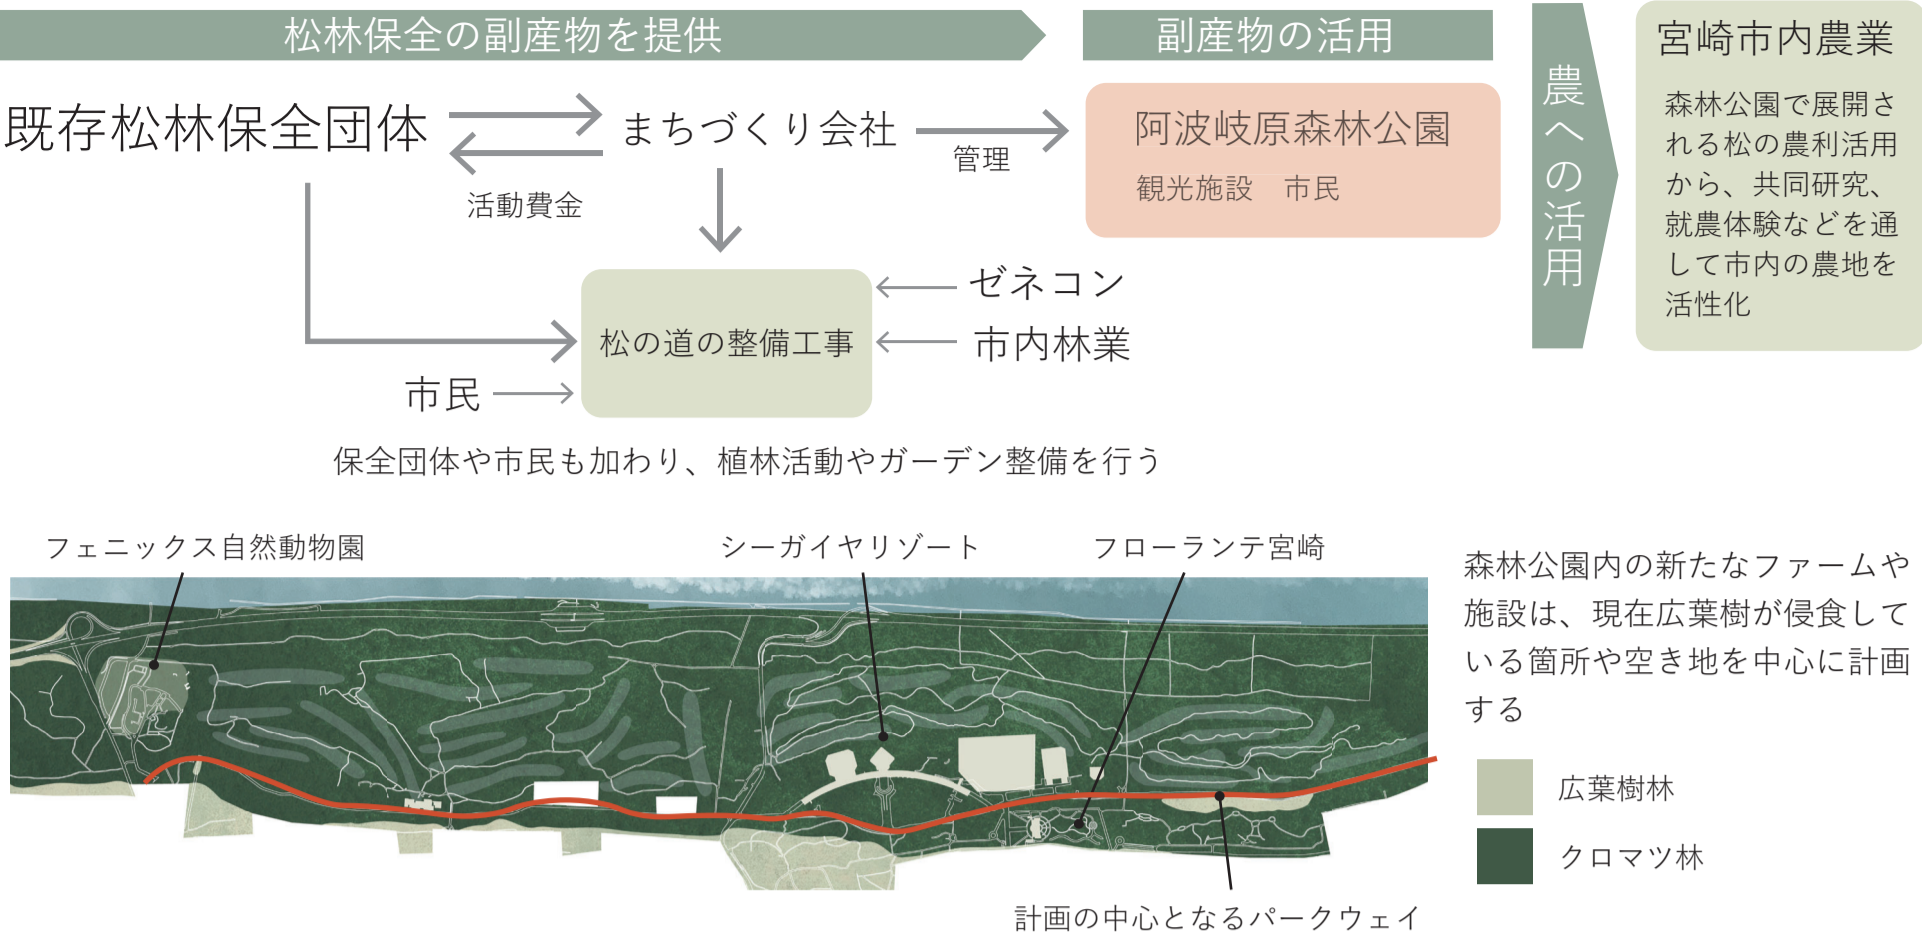 松林保全の副産物を提供
副産物の活用
既存松林保全団体
まちづくり会社
活動費金
管理
阿波岐原森林公園
観光施設　市民
農への活用
宮崎市内農業
森林公園で展開さ
れる松の農利活用
から、共同研究、
就農体験などを通
して市内の農地を
活性化
松の道の整備工事
ゼネコン
市内林業
市民
保全団体や市民も加わり、植林活動やガーデン整備を行う
フェニックス自然動物園
シーガイヤリゾート
フローランテ宮崎
計画の中心となるパークウェイ
森林公園内の新たなファームや
施設は、現在広葉樹が侵食して
いる箇所や空き地を中心に計画
する
広葉樹林
クロマツ林